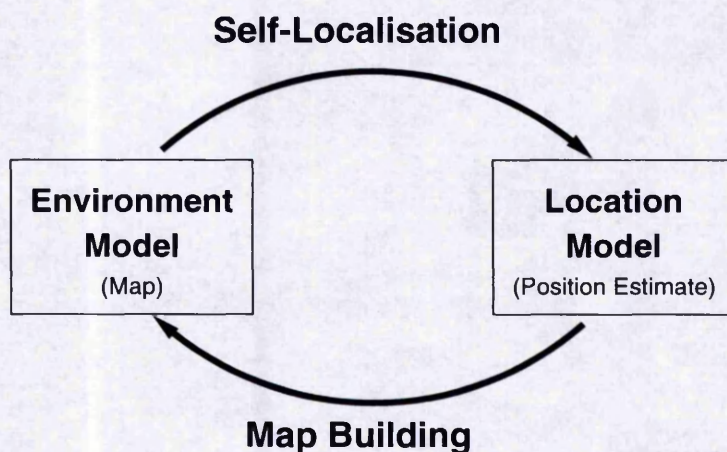 Self-Localisation
Environment
Model
(Map)
Location
Model
(Position Estimate)
Map Building